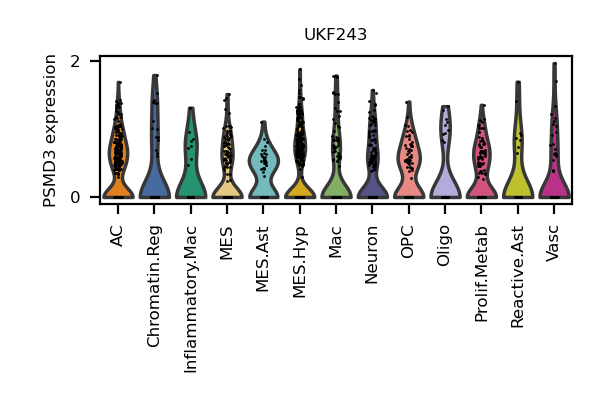 UKF243
PSMD3 expression
2
0
AC
Chromatin.Reg
Inflammatory.Mac
MES
MES.Ast
MES.Hyp
Mac
Neuron
OPC
Oligo
Prolif.Metab
Reactive.Ast
Vasc